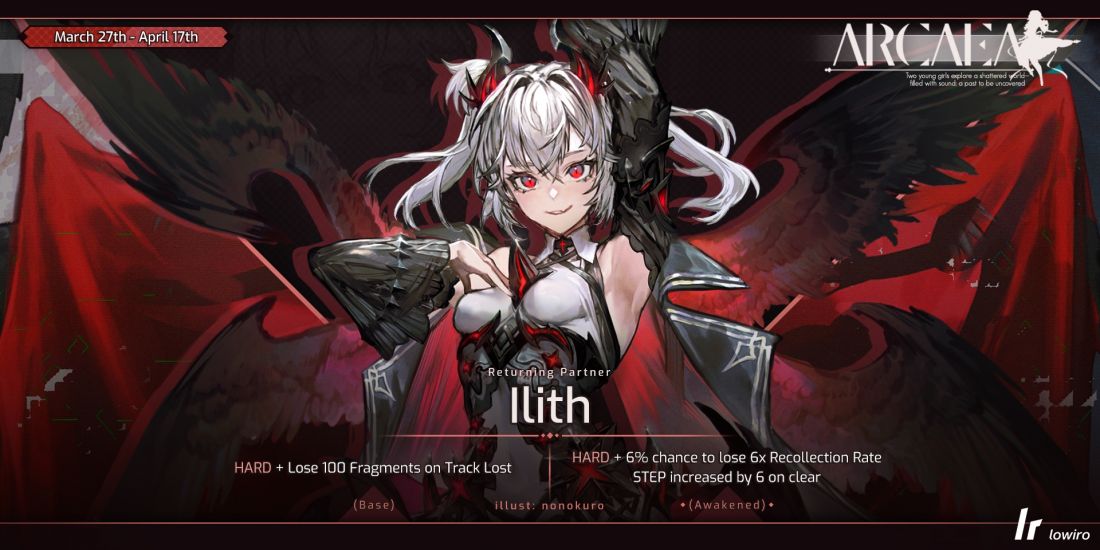 March 27th - April 17th
ARCAEA
Two young girls explore a shattered world
filled with sound; a past to be uncovered
Returning Partner
Ilith
HARD + Lose 100 Fragments on Track Lost
HARD + 6% chance to lose 6x Recollection Rate
STEP increased by 6 on clear
(Base)
illust: nonokuro
(Awakened)
lr lowiro